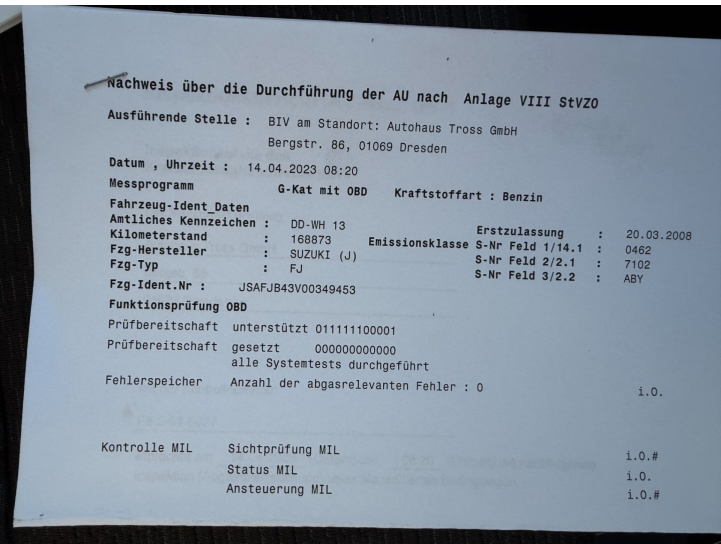 Nachweis über die Durchführung der AU nach Anlage VIII StVZO
Ausführende Stelle : BIV am Standort: Autohaus Tross GmbH
Bergstr. 86, 01069 Dresden
Datum , Uhrzeit : 14.04.2023 08:20
Messprogramm G-Kat mit OBD Kraftstoffart : Benzin
Fahrzeug-Ident_Daten
Amtliches Kennzeichen : DD-WH 13 Erstzulassung : 20.03.2008
Kilometerstand : 168873 Emissionsklasse S-Nr Feld 1/14.1 : 0462
Fzg-Hersteller : SUZUKI (J) S-Nr Feld 2/2.1 : 7102
Fzg-Typ : FJ S-Nr Feld 3/2.2 : ABY
Fzg-Ident.Nr : JSAFJB43V00349453
Funktionsprüfung OBD
Prüfbereitschaft unterstützt 011111100001
Prüfbereitschaft gesetzt 000000000000
alle Systemtests durchgeführt
Fehlerspeicher Anzahl der abgasrelevanten Fehler : 0 i.O.
Kontrolle MIL Sichtprüfung MIL i.O.#
Status MIL i.O.
Ansteuerung MIL i.O.#